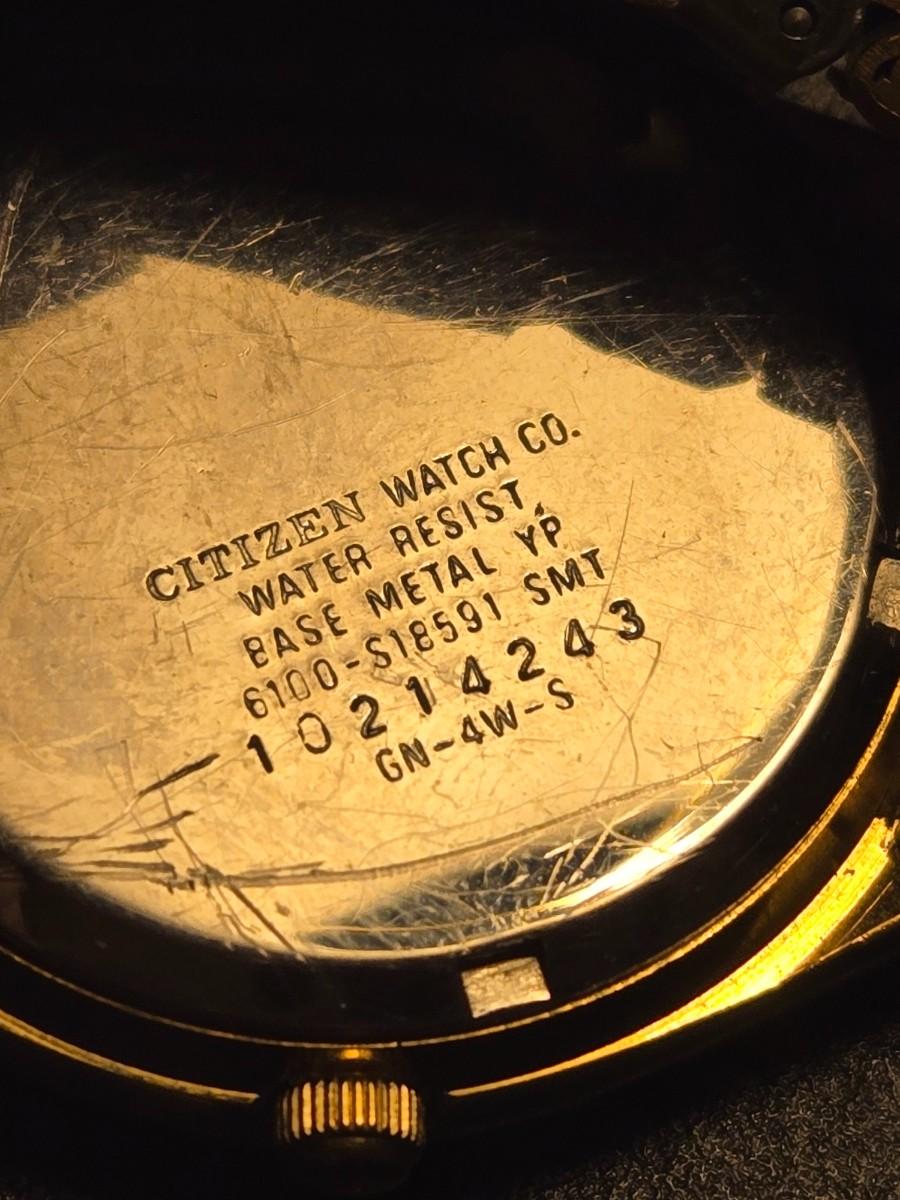 CITIZEN WATCH CO.
WATER RESIST.
BASE METAL YP
6100-S18591 SMT
10214243
GN-4W-S